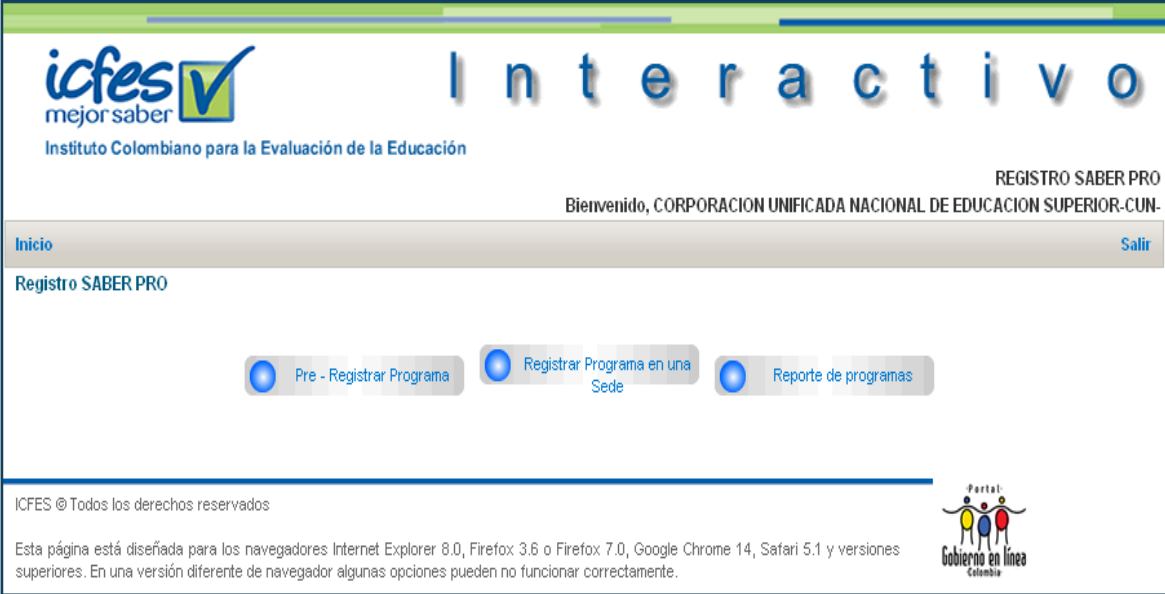 icfes
mejor saber
Interactivo
Instituto Colombiano para la Evaluación de la Educación
REGISTRO SABER PRO
Bienvenido, CORPORACION UNIFICADA NACIONAL DE EDUCACION SUPERIOR-CUN-
Inicio
Salir
Registro SABER PRO
Pre - Registrar Programa
Registrar Programa en una
Sede
Reporte de programas
ICFES © Todos los derechos reservados
Esta página está diseñada para los navegadores Internet Explorer 8.0, Firefox 3.6 o Firefox 7.0, Google Chrome 14, Safari 5.1 y versiones
superiores. En una versión diferente de navegador algunas opciones pueden no funcionar correctamente.
·Portal·
Gobierno en línea
·Colombia·